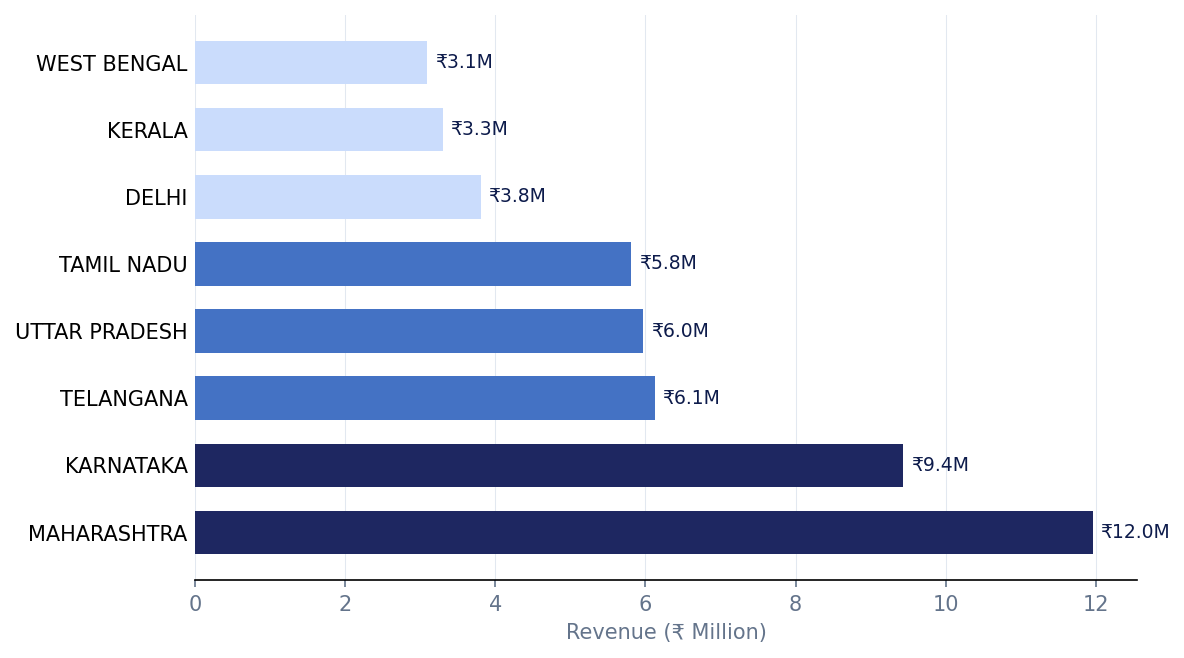 WEST BENGAL ₹3.1M
KERALA ₹3.3M
DELHI ₹3.8M
TAMIL NADU ₹5.8M
UTTAR PRADESH ₹6.0M
TELANGANA ₹6.1M
KARNATAKA ₹9.4M
MAHARASHTRA ₹12.0M
0 2 4 6 8 10 12
Revenue (₹ Million)